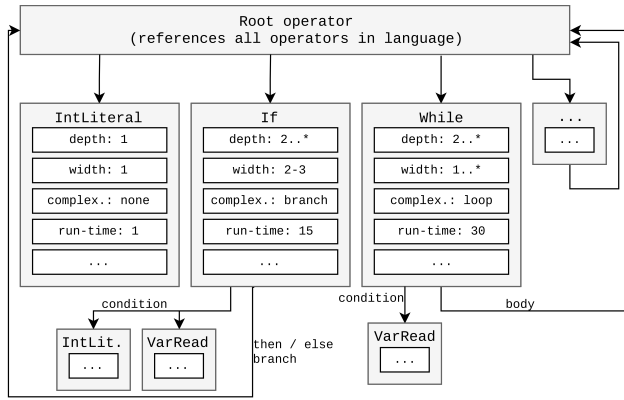 Root operator
(references all operators in language)
IntLiteral
depth: 1
width: 1
complex.: none
run-time: 1
...
If
depth: 2..*
width: 2-3
complex.: branch
run-time: 15
...
While
depth: 2..*
width: 1..*
complex.: loop
run-time: 30
...
...
...
condition
IntLit.
...
VarRead
...
then / else
branch
condition
VarRead
...
body